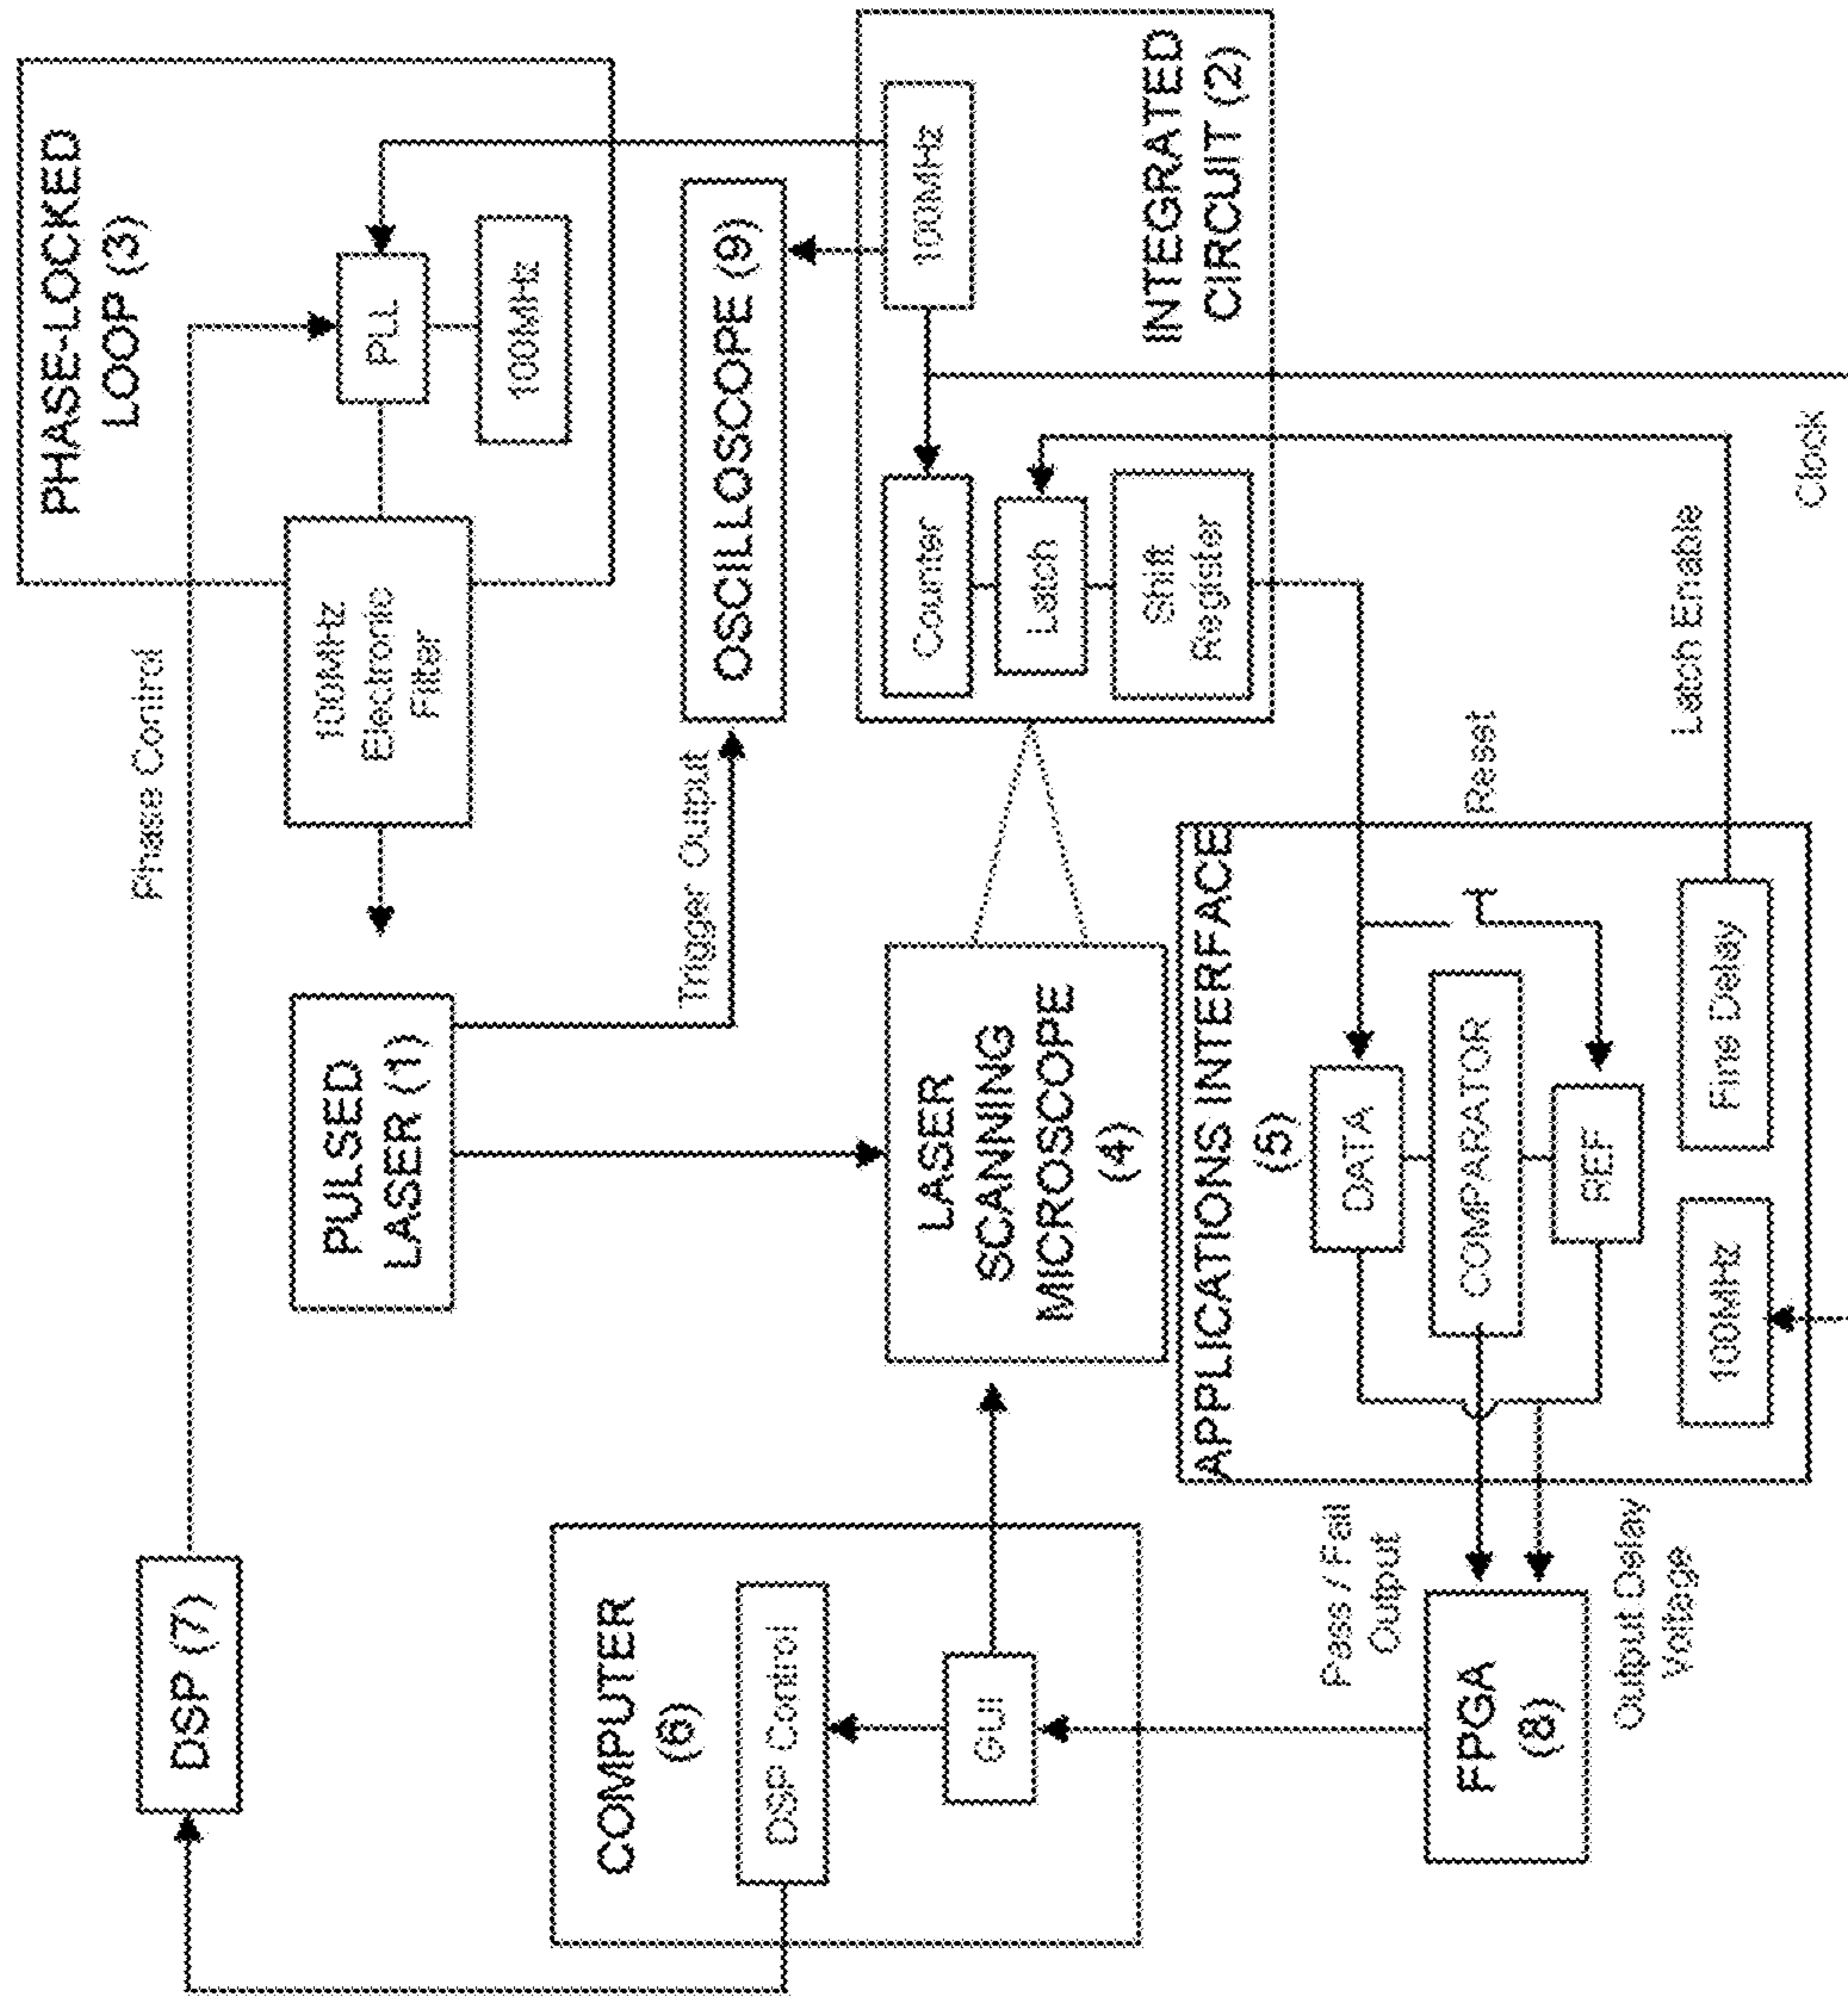 DSP (7)
Phase Control
PHASE-LOCKED
LOOP (3)
PLL
100MHz
100MHz
Electronic
Filter
PULSED
LASER (1)
Trigger Output
OSCILLOSCOPE (9)
COMPUTER
(6)
DSP Control
GUI
LASER
SCANNING
MICROSCOPE
(4)
100MHz
Counter
Latch
Shift
Register
INTEGRATED
CIRCUIT (2)
APPLICATIONS INTERFACE
(5)
DATA
COMPARATOR
REF
100MHz
Fine Delay
Reset
Latch Enable
Clock
Pass / Fail
Output
FPGA
(8)
Output Delay
Voltage